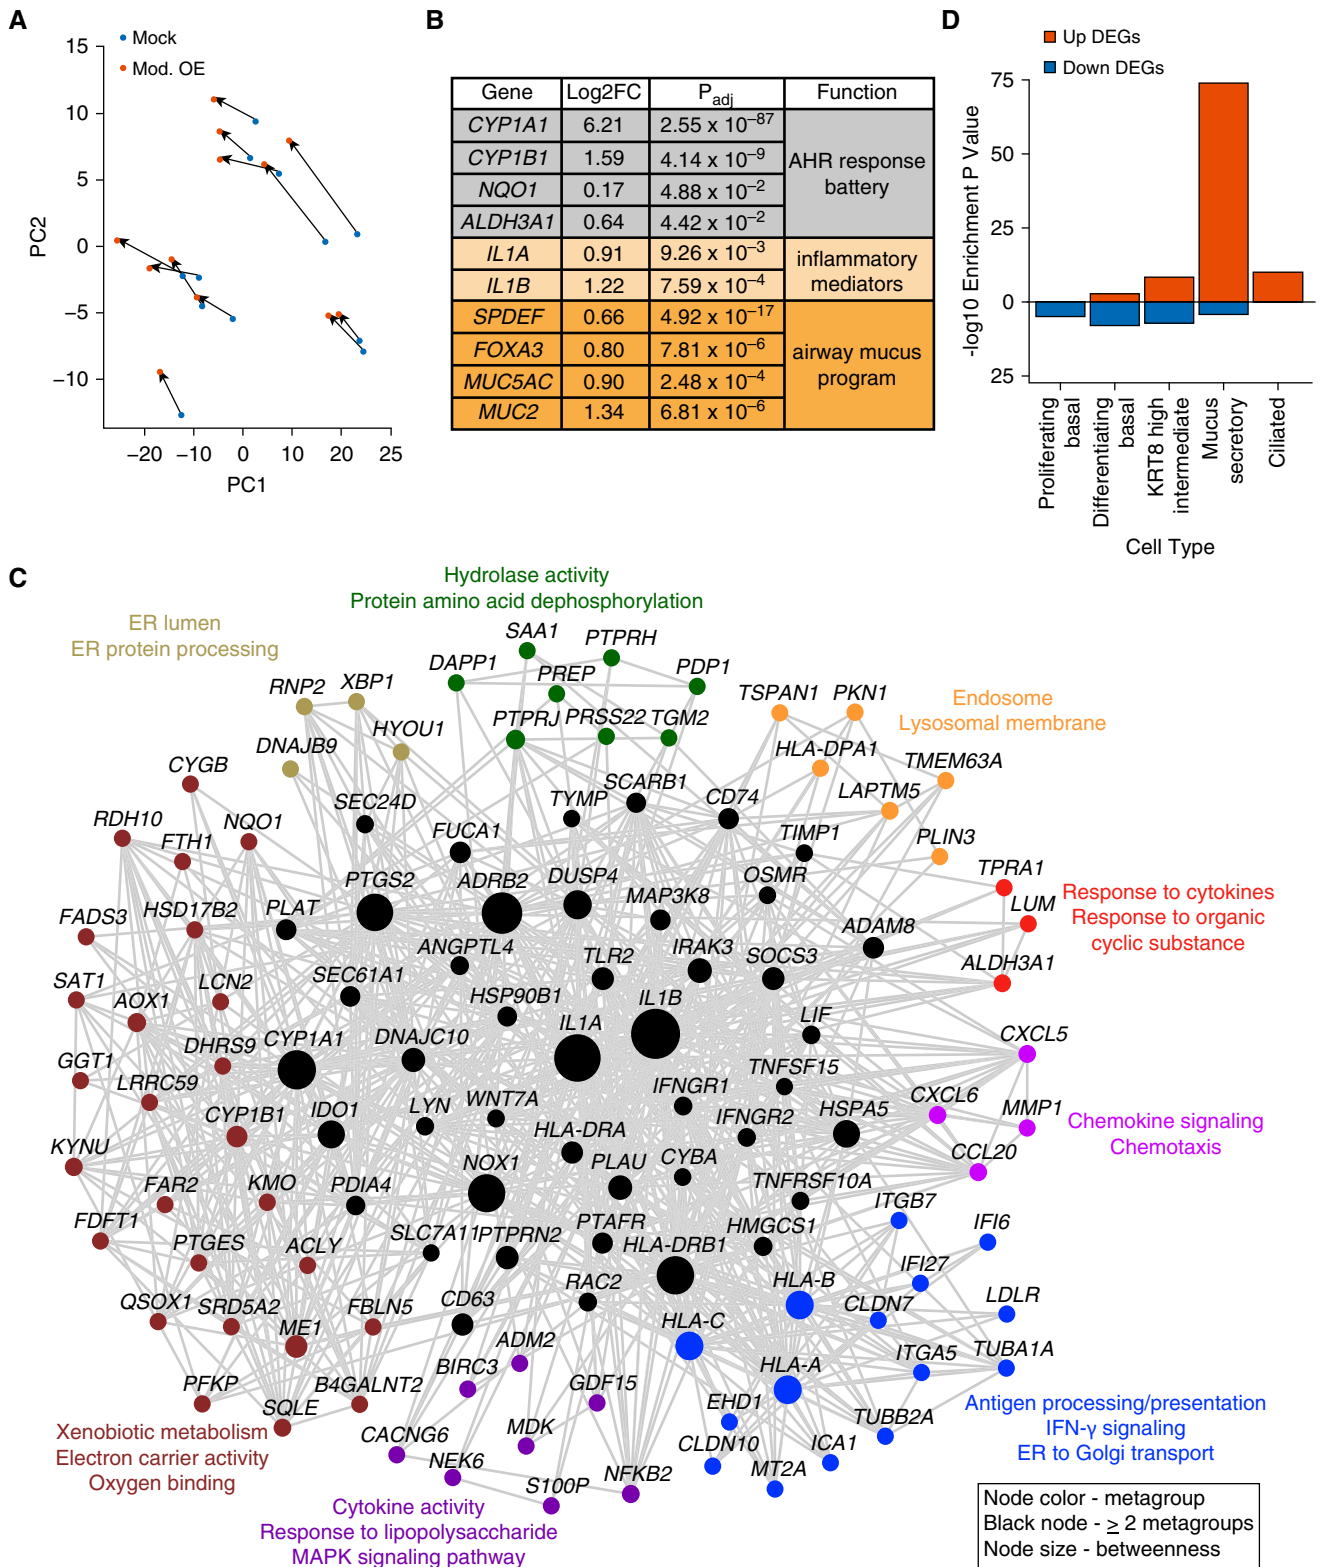 A
Mock
Mod. OE
15
10
5
0
−5
−10
PC2
−20 −10 0 10 20 25
PC1
B
Gene Log2FC Padj Function
CYP1A1 6.21 2.55 x 10–87
CYP1B1 1.59 4.14 x 10–9
NQO1 0.17 4.88 x 10–2
ALDH3A1 0.64 4.42 x 10–2
AHR response
battery
IL1A 0.91 9.26 x 10–3
IL1B 1.22 7.59 x 10–4
inflammatory
mediators
SPDEF 0.66 4.92 x 10–17
FOXA3 0.80 7.81 x 10–6
MUC5AC 0.90 2.48 x 10–4
MUC2 1.34 6.81 x 10–6
airway mucus
program
D
Up DEGs
Down DEGs
75
50
25
0
25
-log10 Enrichment P Value
Proliferating
basal
Differentiating
basal
KRT8 high
intermediate
Mucus
secretory
Ciliated
Cell Type
C
Hydrolase activity
Protein amino acid dephosphorylation
ER lumen
ER protein processing
SAA1
PTPRH
DAPP1
PREP
PDP1
RNP2
XBP1
TSPAN1
PKN1
Endosome
Lysosomal membrane
PTPRJ
PRSS22
TGM2
HYOU1
DNAJB9
HLA-DPA1
TMEM63A
CYGB
SCARB1
CD74
LAPTM5
SEC24D
TYMP
RDH10
NQO1
FTH1
FUCA1
TIMP1
PLIN3
TPRA1
PTGS2
ADRB2
DUSP4
OSMR
MAP3K8
Response to cytokines
Response to organic
cyclic substance
FADS3
HSD17B2
PLAT
LUM
ADAM8
ANGPTL4
TLR2
IRAK3
SOCS3
ALDH3A1
SAT1
LCN2
SEC61A1
AOX1
HSP90B1
IL1B
LIF
CYP1A1
DNAJC10
IL1A
CXCL5
DHRS9
GGT1
LRRC59
TNFSF15
IFNGR1
CXCL6
MMP1
CYP1B1
IDO1
LYN
WNT7A
IFNGR2
HSPA5
Chemokine signaling
Chemotaxis
KYNU
HLA-DRA
CYBA
CCL20
NOX1
PLAU
FAR2
KMO
PDIA4
TNFRSF10A
ITGB7
FDFT1
IFI6
PTGES
ACLY
SLC7A11
PTPRN2
PTAFR
HMGCS1
HLA-DRB1
IFI27
QSOX1
SRD5A2
FBLN5
CD63
RAC2
HLA-B
CLDN7
LDLR
ME1
HLA-C
ADM2
ITGA5
TUBA1A
BIRC3
HLA-A
PFKP
B4GALNT2
GDF15
EHD1
SQLE
TUBB2A
Antigen processing/presentation
IFN-γ signaling
ER to Golgi transport
Xenobiotic metabolism
Electron carrier activity
Oxygen binding
CACNG6
MDK
CLDN10
ICA1
NEK6
NFKB2
MT2A
S100P
Cytokine activity
Response to lipopolysaccharide
MAPK signaling pathway
Node color - metagroup
Black node - ≥ 2 metagroups
Node size - betweenness